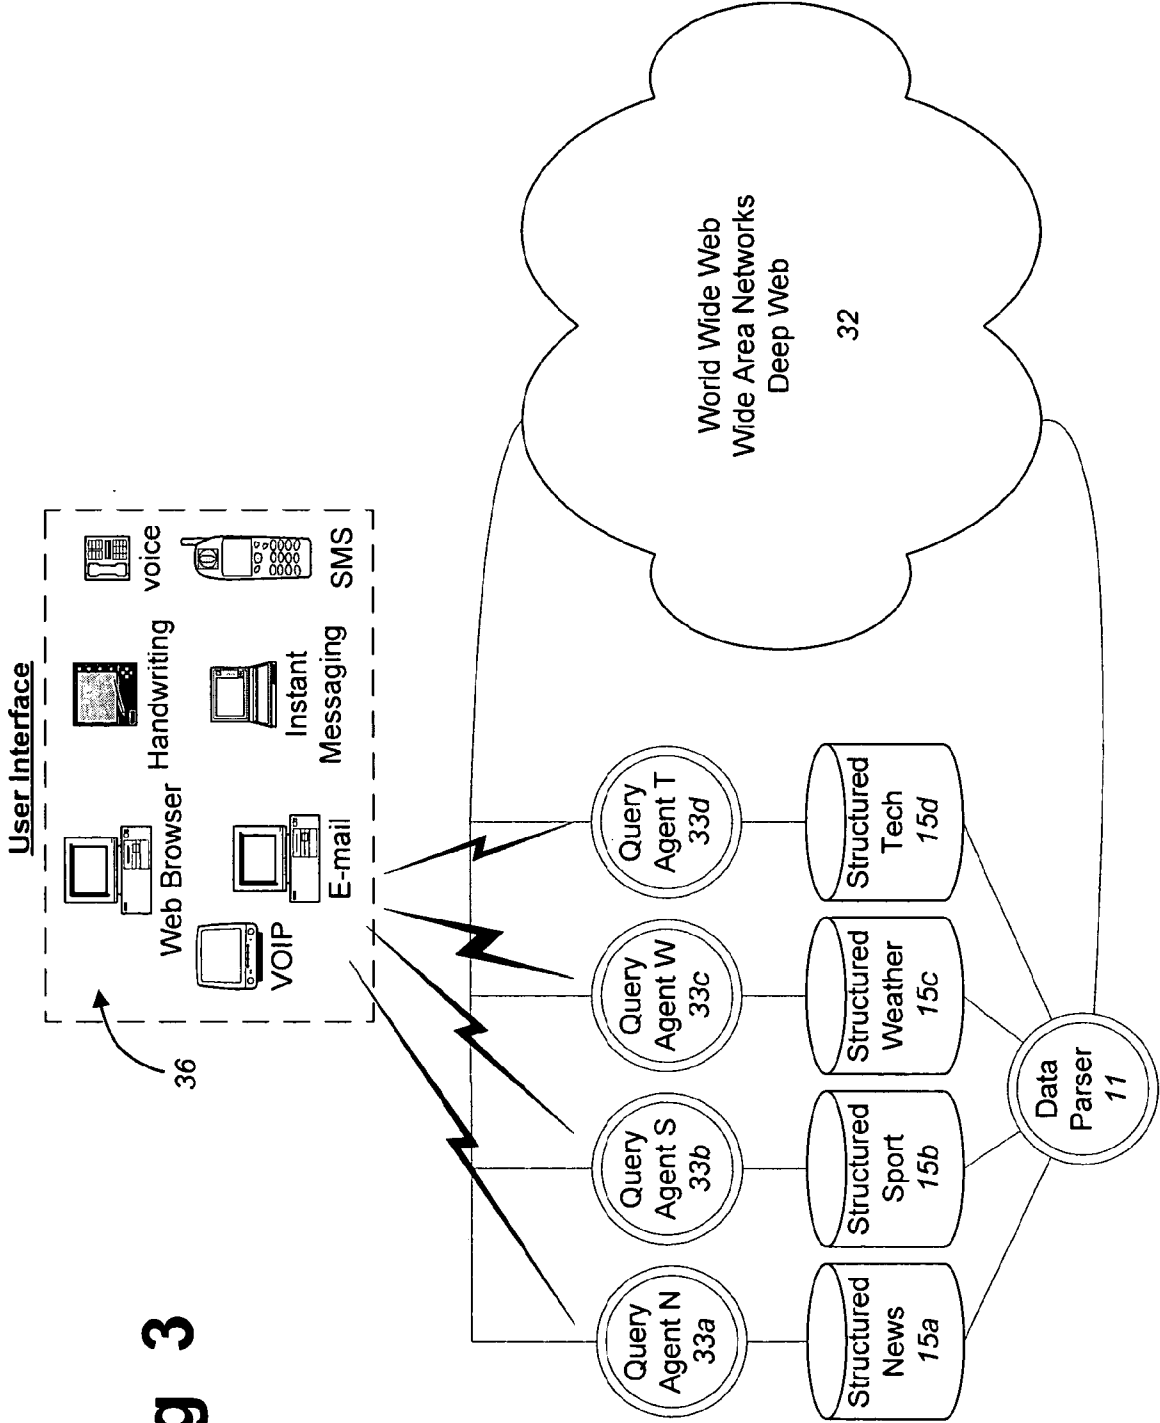 User Interface
Web Browser
Handwriting
voice
VOIP
E-mail
Instant
Messaging
SMS
36
World Wide Web
Wide Area Networks
Deep Web
32
Query
Agent N
33a
Query
Agent S
33b
Query
Agent W
33c
Query
Agent T
33d
Structured
News
15a
Structured
Sport
15b
Structured
Weather
15c
Structured
Tech
15d
Data
Parser
11
g 3